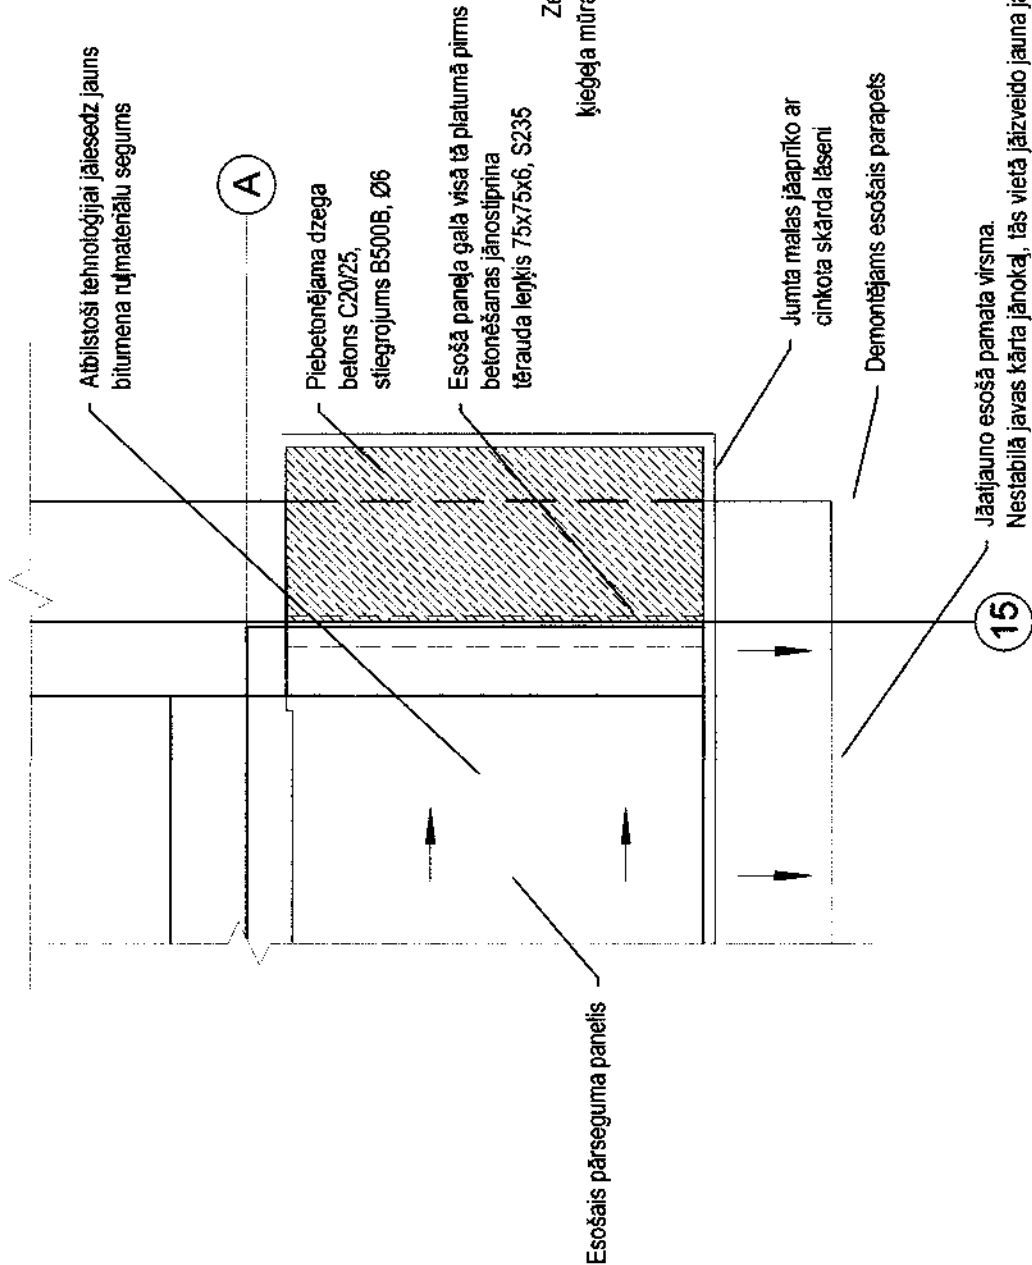 Atbilstoši tehnoloģijai jāiesedz jauns
bitumena ruļmateriālu segums
A
Piebetonējama dzega
betons C20/25,
stiegrojums B500B, Ø6
Esošā paneļa galā visā tā platumā pirms
betonēšanas jānostiprina
tērauda leņķis 75x75x6, S235
ķieģeļa
Jumta malas jāaprīko ar
cinkota skārda lāseni
Demontējams esošais parapets
Esošais pārseguma panelis
Jāatjauno esošā pamata virsma.
Nestabilā javas kārta jānokaļ, tās vietā jāizveido jauna
15